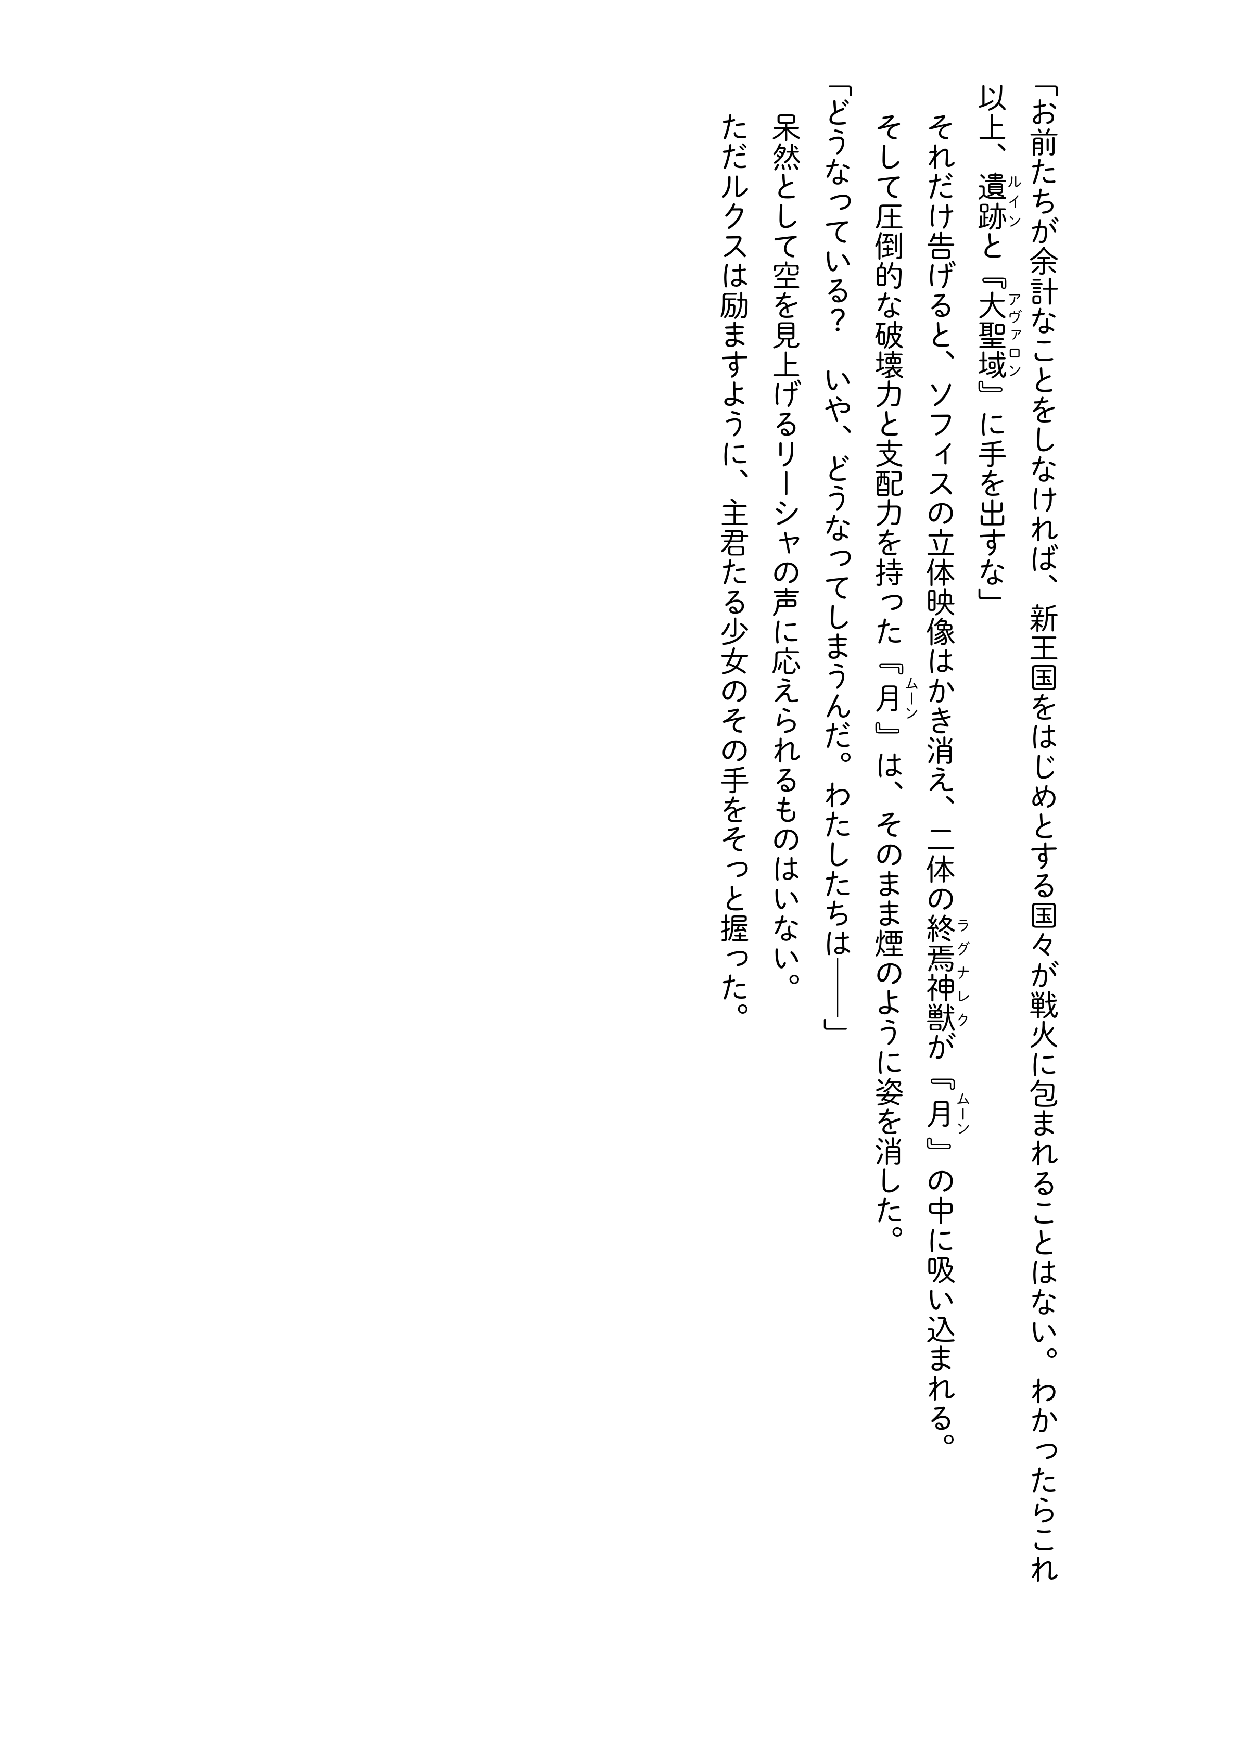 「お前たちが余計なことをしなければ、新王国をはじめとする国々が戦火に包まれることはない。わかったらこれ
以上、遺跡ルインと『大聖域アヴァロン』に手を出すな」
それだけ告げると、ソフィスの立体映像はかき消え、二体の終焉神獣ラグナレクが『月ムーン』の中に吸い込まれる。
そして圧倒的な破壊力と支配力を持った『月ムーン』は、そのまま煙のように姿を消した。
「どうなっている？　いや、どうなってしまうんだ。わたしたちは――」
呆然として空を見上げるリーシャの声に応えられるものはいない。
ただルクスは励ますように、主君たる少女のその手をそっと握った。